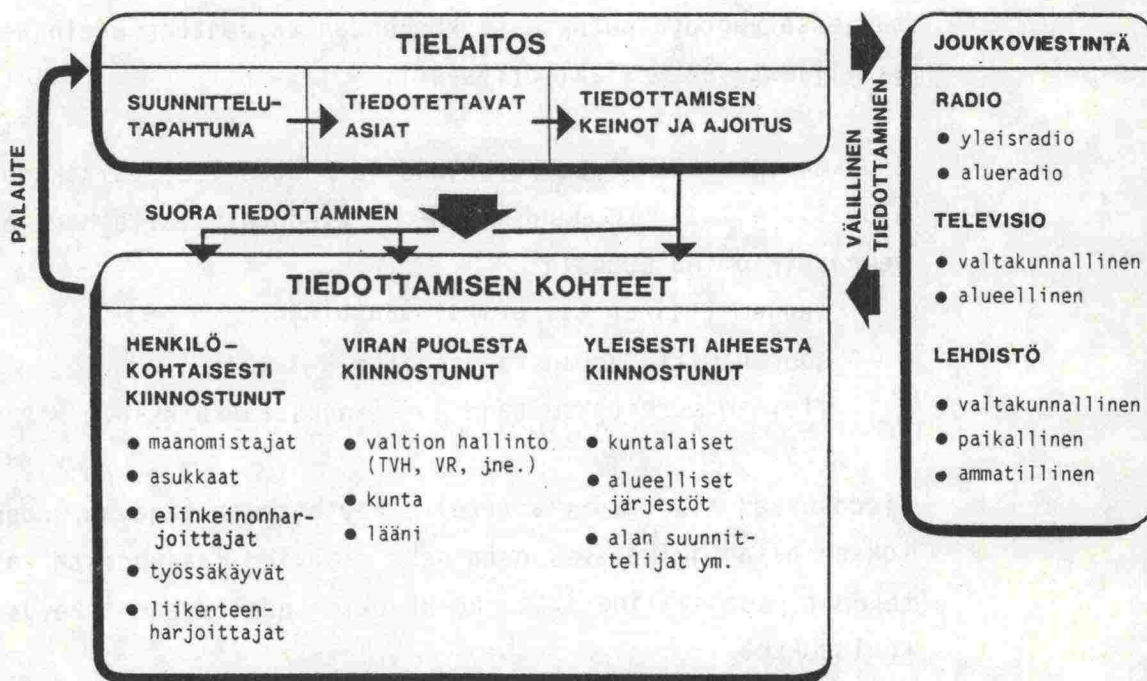 TIELAITOS
SUUNNITTELU-
TAPAHTUMA
TIEDOTETTAVAT
ASIAT
TIEDOTTAMISEN
KEINOT JA AJOITUS
PALAUTE
SUORA TIEDOTTAMINEN
VÄLILLINEN
TIEDOTTAMINEN
TIEDOTTAMISEN KOHTEET
HENKILÖ-
KOHTAISESTI
KIINNOSTUNUT
● maanomistajat
● asukkaat
● elinkeinonhar-
joittajat
● työssäkäyvät
● liikenteen-
harjoittajat
VIRAN PUOLESTA
KIINNOSTUNUT
● valtion hallinto
(TVH, VR, jne.)
● kunta
● lääni
YLEISESTI AIHEESTA
KIINNOSTUNUT
● kuntalaiset
● alueelliset
järjestöt
● alan suunnit-
telijat ym.
JOUKKOVIESTINTÄ
RADIO
● yleisradio
● alueradio
TELEVISIO
● valtakunnallinen
● alueellinen
LEHDISTÖ
● valtakunnallinen
● paikallinen
● ammatillinen